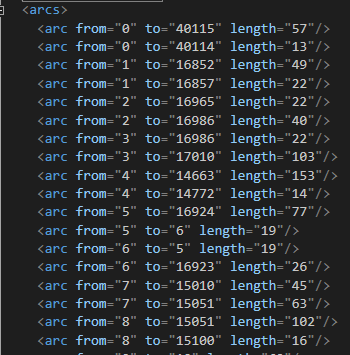 <arcs>
<arc from="0" to="40115" length="57"/>
<arc from="0" to="40114" length="13"/>
<arc from="1" to="16852" length="49"/>
<arc from="1" to="16857" length="22"/>
<arc from="2" to="16965" length="22"/>
<arc from="2" to="16986" length="40"/>
<arc from="3" to="16986" length="22"/>
<arc from="3" to="17010" length="103"/>
<arc from="4" to="14663" length="153"/>
<arc from="4" to="14772" length="14"/>
<arc from="5" to="16924" length="77"/>
<arc from="5" to="6" length="19"/>
<arc from="6" to="5" length="19"/>
<arc from="6" to="16923" length="26"/>
<arc from="7" to="15010" length="45"/>
<arc from="7" to="15051" length="63"/>
<arc from="8" to="15051" length="102"/>
<arc from="8" to="15100" length="16"/>